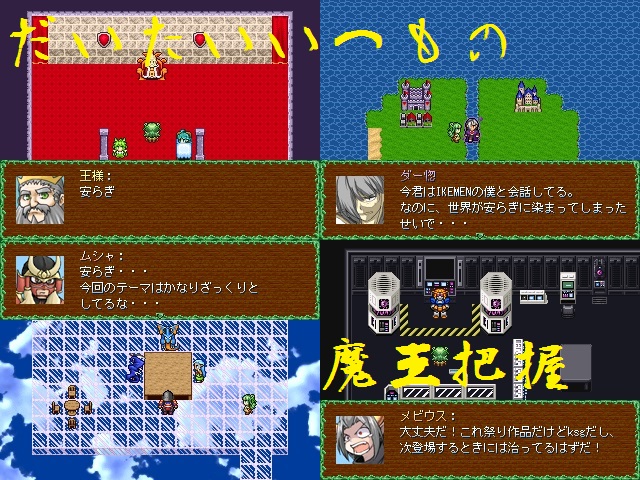 だいたいいつもの
王様：
安らぎ
ダー惚
今君はIKEMENの僕と会話してる。
なのに、世界が安らぎに染まってしまった
せいで・・・
ムシャ：
安らぎ・・・
今回のテーマはかなりざっくりと
してるな・・・
魔王把握
メビウス：
大丈夫だ！これ祭り作品だけどksgだし、
次登場するときには治ってるはずだ！